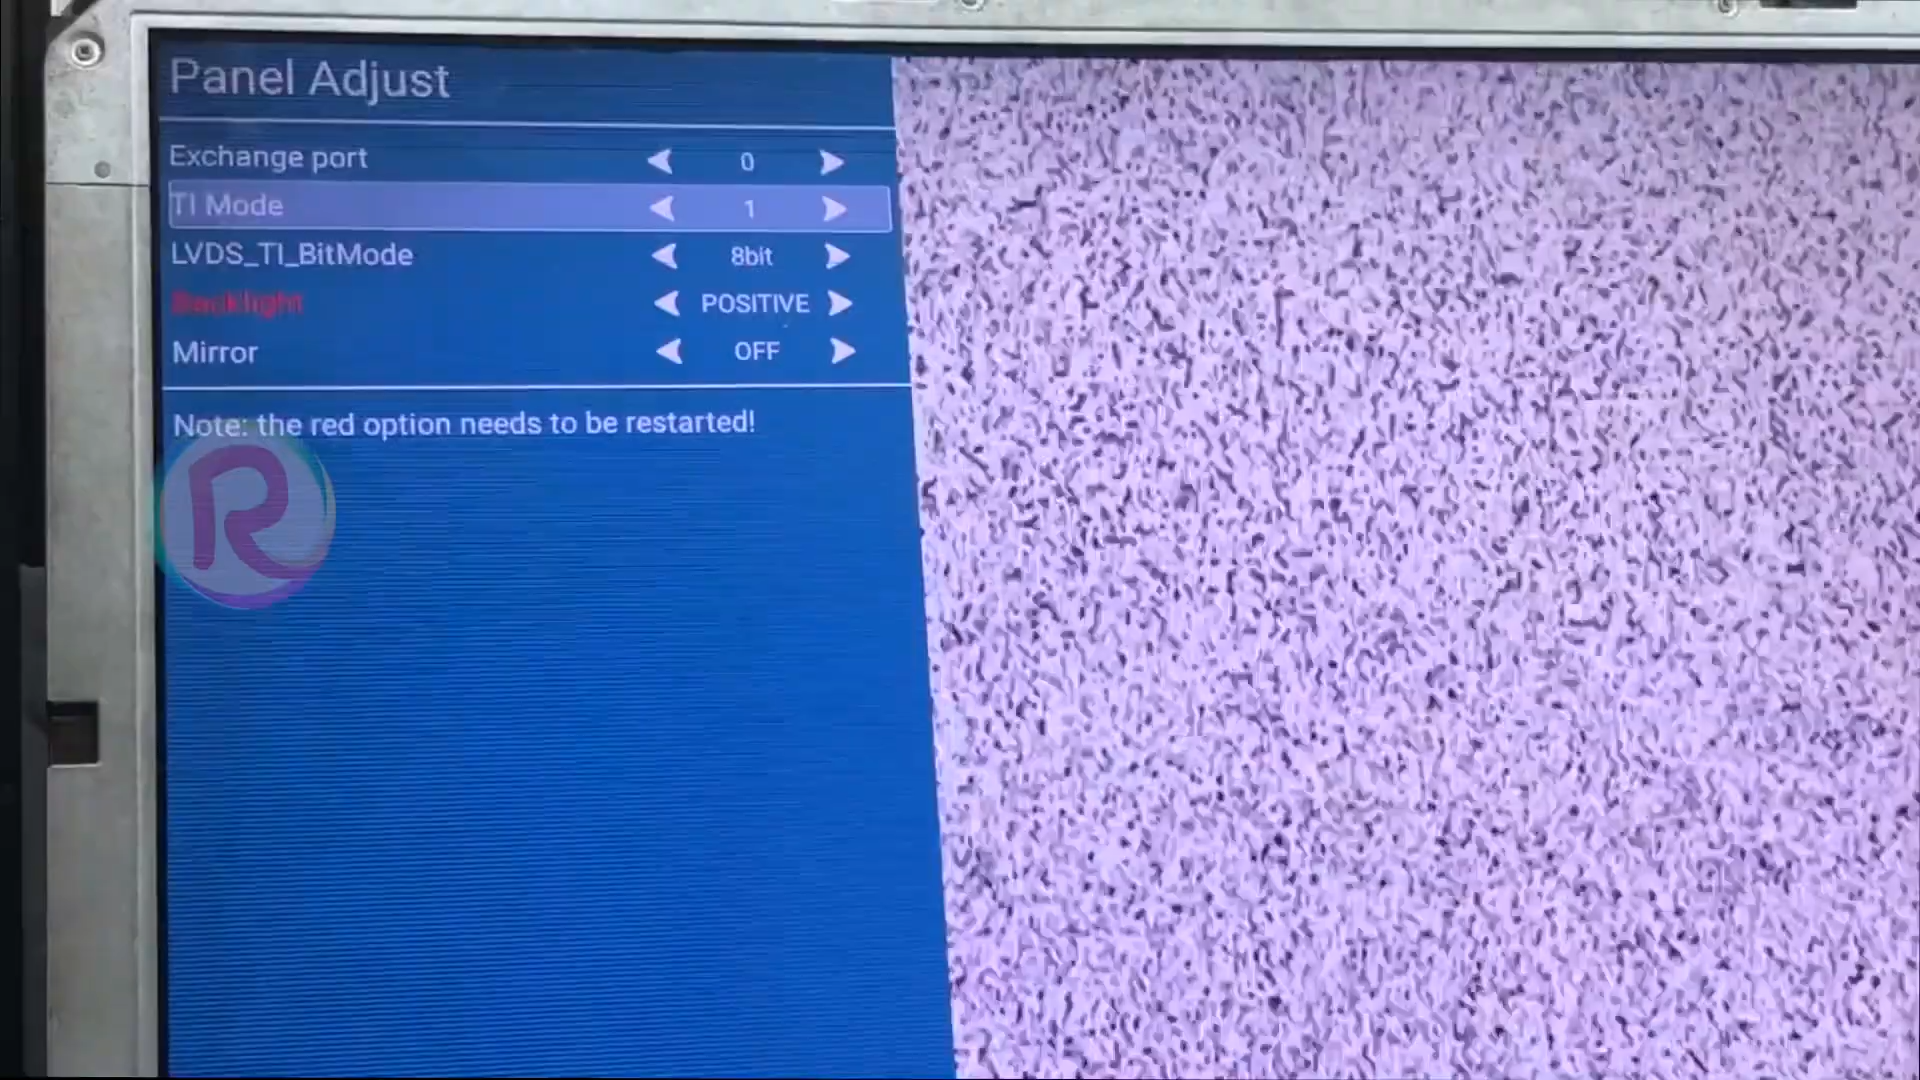 Panel Adjust
Exchange port 0
TI Mode 1
LVDS_TI_BitMode 8bit
Backlight POSITIVE
Mirror OFF
Note: the red option needs to be restarted!
R